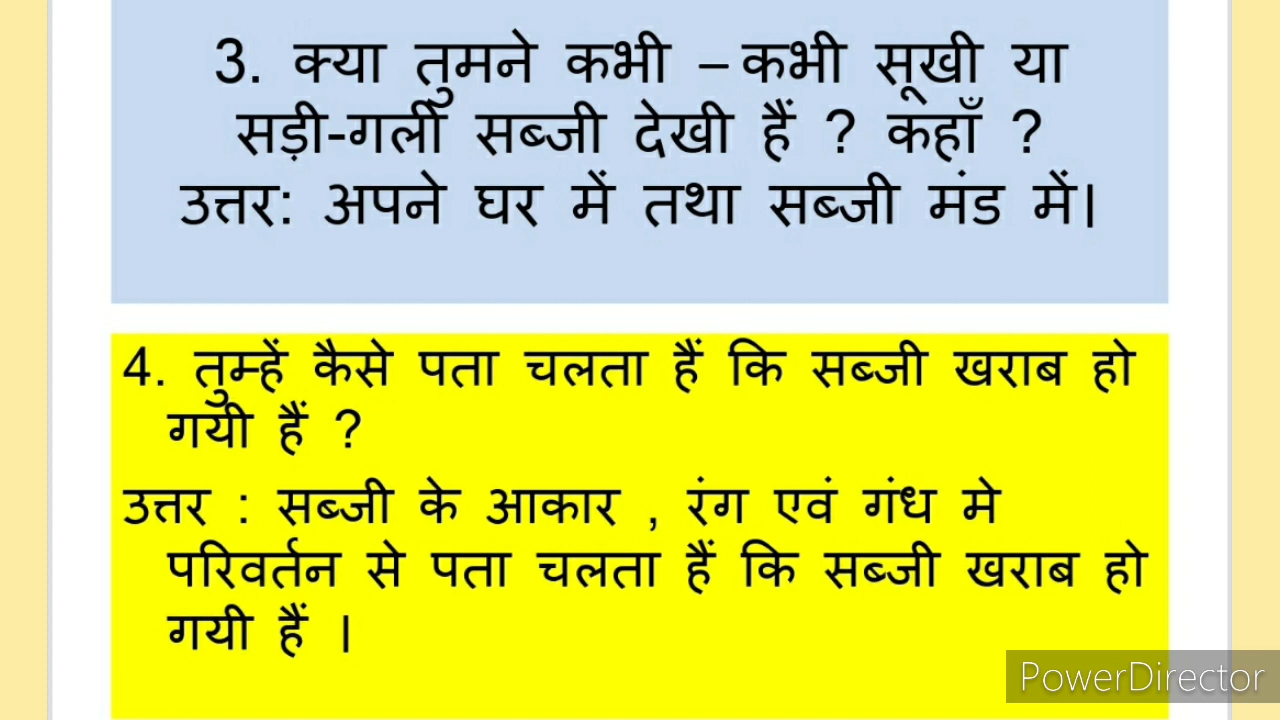 3. क्या तुमने कभी – कभी सूखी या
सड़ी-गली सब्जी देखी हैं ? कहाँ ?
उत्तर: अपने घर में तथा सब्जी मंड में।
4. तुम्हें कैसे पता चलता हैं कि सब्जी खराब हो
गयी हैं ?
उत्तर : सब्जी के आकार , रंग एवं गंध मे
परिवर्तन से पता चलता हैं कि सब्जी खराब हो
गयी हैं ।
PowerDirector